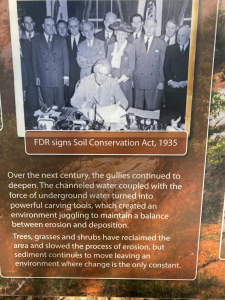 FDR signs Soil Conservation Act, 1935
Over the next century, the gullies continued to
deepen. The channeled water coupled with the
force of underground water turned into
powerful carving tools, which created an
environment juggling to maintain a balance
between erosion and deposition.
Trees, grasses and shrubs have reclaimed the
area and slowed the process of erosion, but
sediment continues to move leaving an
environment where change is the only constant.